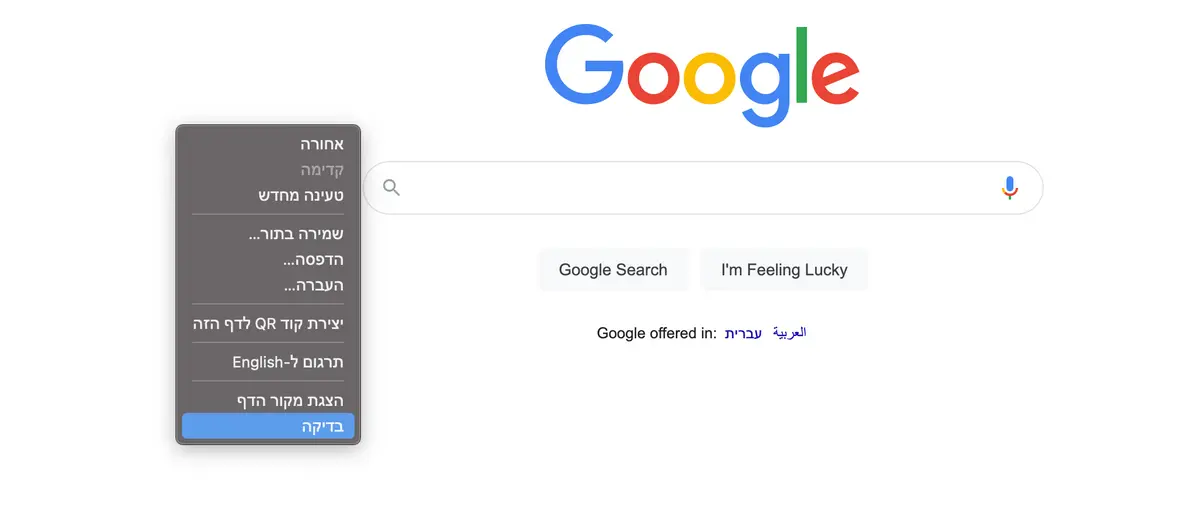 Google
אחורה
קדימה
טעינה מחדש
שמירה בתור...
הדפסה...
העברה...
יצירת קוד QR לדף הזה
תרגום ל-English
הצגת מקור הדף
בדיקה
Google Search
I'm Feeling Lucky
Google offered in: עברית العربية